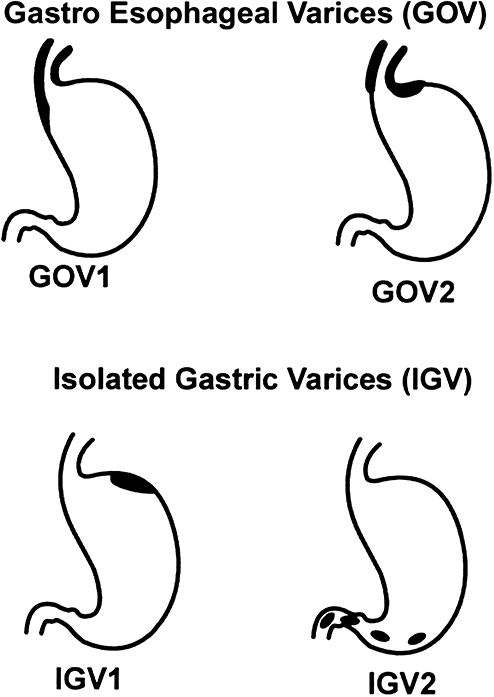 Gastro Esophageal Varices (GOV)
GOV1
GOV2
Isolated Gastric Varices (IGV)
IGV1
IGV2